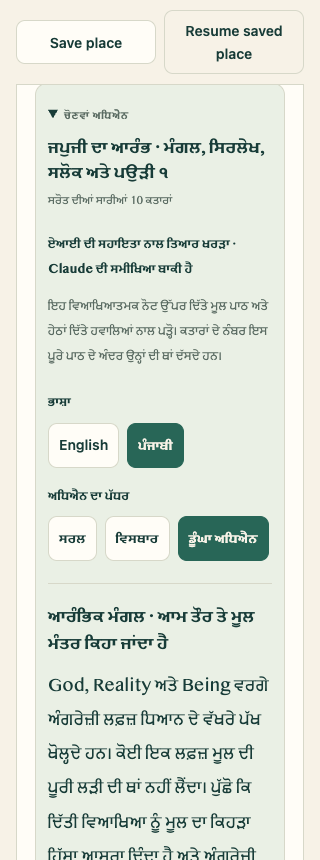 Save place
Resume saved
place
▼ ਚੋਣਵਾਂ ਅਧਿਐਨ
ਜਪੁਜੀ ਦਾ ਆਰੰਭ · ਮੰਗਲ, ਸਿਰਲੇਖ,
ਸਲੋਕ ਅਤੇ ਪਉੜੀ ੧
ਸਰੋਤ ਦੀਆਂ ਸਾਰੀਆਂ 10 ਕਤਾਰਾਂ
ਏਆਈ ਦੀ ਸਹਾਇਤਾ ਨਾਲ ਤਿਆਰ ਖਰੜਾ ·
Claude ਦੀ ਸਮੀਖਿਆ ਬਾਕੀ ਹੈ
ਇਹ ਵਿਆਖਿਆਤਮਕ ਨੋਟ ਉੱਪਰ ਦਿੱਤੇ ਮੂਲ ਪਾਠ ਅਤੇ
ਹੇਠਾਂ ਦਿੱਤੇ ਹਵਾਲਿਆਂ ਨਾਲ ਪੜ੍ਹੋ। ਕਤਾਰਾਂ ਦੇ ਨੰਬਰ ਇਸ
ਪੂਰੇ ਪਾਠ ਦੇ ਅੰਦਰ ਉਨ੍ਹਾਂ ਦੀ ਥਾਂ ਦੱਸਦੇ ਹਨ।
ਭਾਸ਼ਾ
English
ਪੰਜਾਬੀ
ਅਧਿਐਨ ਦਾ ਪੱਧਰ
ਸਰਲ
ਵਿਸਥਾਰ
ਡੂੰਘਾ ਅਧਿਐਨ
ਆਰੰਭਿਕ ਮੰਗਲ · ਆਮ ਤੌਰ ਤੇ ਮੂਲ
ਮੰਤਰ ਕਿਹਾ ਜਾਂਦਾ ਹੈ
God, Reality ਅਤੇ Being ਵਰਗੇ
ਅੰਗਰੇਜ਼ੀ ਲਫ਼ਜ਼ ਧਿਆਨ ਦੇ ਵੱਖਰੇ ਪੱਖ
ਖੋਲ੍ਹਦੇ ਹਨ। ਕੋਈ ਇਕ ਲਫ਼ਜ਼ ਮੂਲ ਦੀ
ਪੂਰੀ ਲੜੀ ਦੀ ਥਾਂ ਨਹੀਂ ਲੈਂਦਾ। ਪੁੱਛੋ ਕਿ
ਦਿੱਤੀ ਵਿਆਖਿਆ ਨੂੰ ਮੂਲ ਦਾ ਕਿਹੜਾ
ਹਿੱਸਾ ਆਸਰਾ ਦਿੰਦਾ ਹੈ ਅਤੇ ਅੰਗਰੇਜ਼ੀ